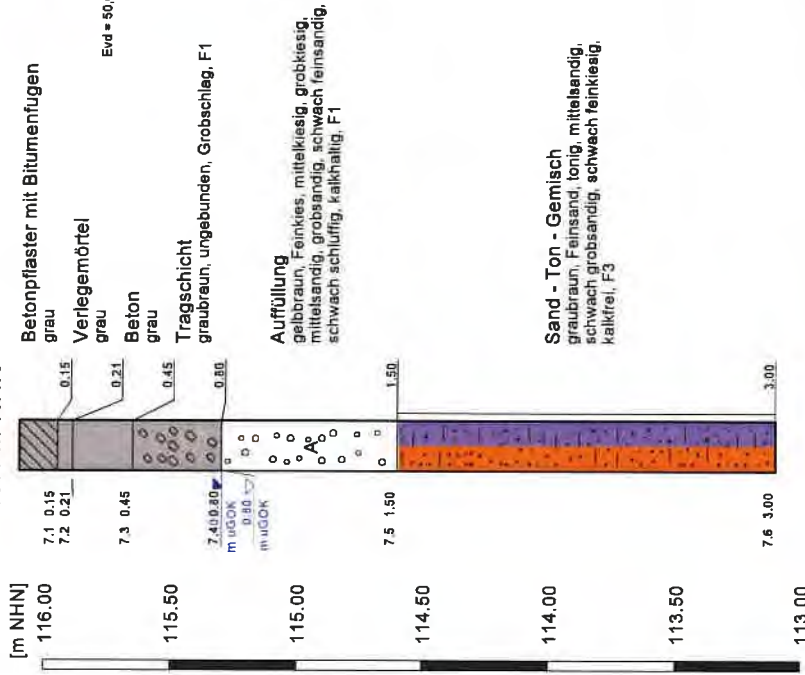 [m NHN]
116.00
115.50
115.00
114.50
114.00
113.50
113.00
7.1 0.15
7.2 0.21
7.3 0.45
7.4 0.80
m uGOK
0.80
m uGOK
7.5 1.50
7.6 3.00
0.15
0.21
0.45
0.80
1.50
3.00
A
Betonpflaster mit Bitumenfugen
grau
Verlegemörtel
grau
Beton
grau
Tragschicht
graubraun, ungebunden, Grobschlag, F1
Auffüllung
gelbbraun, Feinkies, mittelkiesig, grobkiesig,
mittelsandig, grobsandig, schwach feinsandig,
schwach schluffig, kalkhaltig, F1
Sand - Ton - Gemisch
graubraun, Feinsand, tonig, mittelsandig,
schwach grobsandig, schwach feinkiesig,
kalkfrei, F3
Evd = 50,